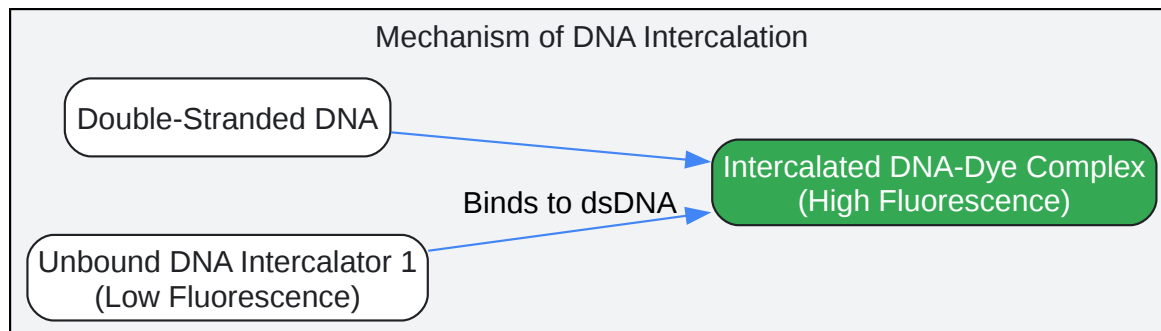 Mechanism of DNA Intercalation
Double-Stranded DNA
Intercalated DNA-Dye Complex
(High Fluorescence)
Binds to dsDNA
Unbound DNA Intercalator 1
(Low Fluorescence)